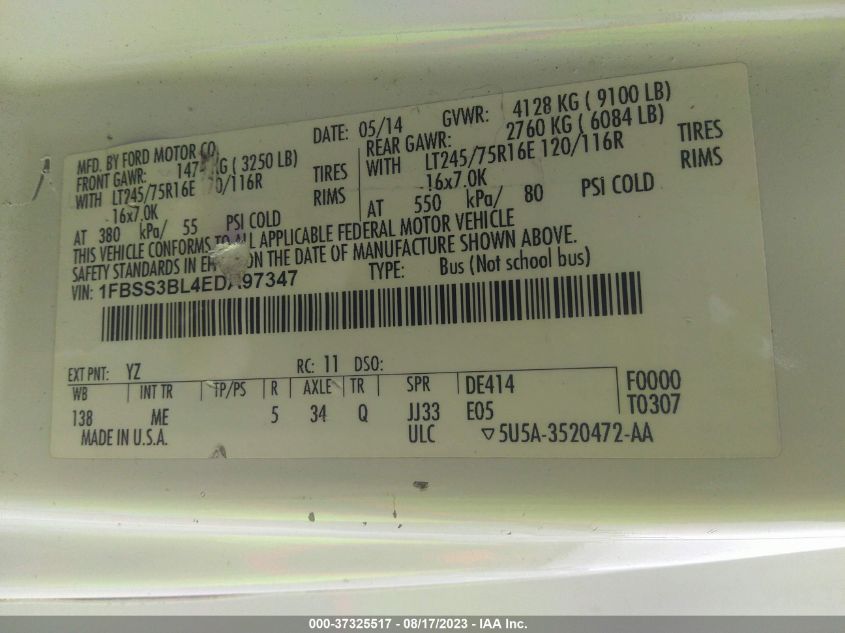 MFD. BY FORD MOTOR CO. DATE: 05/14 GVWR: 4128 KG ( 9100 LB)
FRONT GAWR: KG ( 3250 LB) REAR GAWR: 2760 KG ( 6084 LB)
WITH LT245/75R16E /116R TIRES WITH LT245/75R16E 120/116R TIRES
16x7.0K RIMS 16x7.0K RIMS
AT 380 kPa/ 55 PSI COLD AT 550 kPa/ 80 PSI COLD
THIS VEHICLE CONFORMS TO ALL APPLICABLE FEDERAL MOTOR VEHICLE
SAFETY STANDARDS IN ON THE DATE OF MANUFACTURE SHOWN ABOVE.
VIN: 1FBSS3BL4EDA97347 TYPE: Bus (Not school bus)
EXT PNT: YZ RC: 11 DSO:
WB INT TR TP/PS R AXLE TR SPR DE414 F0000
138 ME 5 34 Q JJ33 E05 T0307
MADE IN U.S.A. ULC ▽5U5A-3520472-AA
000-37325517 - 08/17/2023 - IAA Inc.